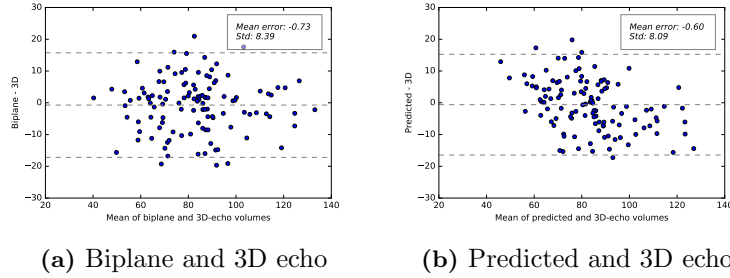 30
20
10
0
−10
−20
−30
20
40
60
80
100
120
140
Biplane - 3D
Mean of biplane and 3D-echo volumes
Mean error: -0.73
Std: 8.39
(a) Biplane and 3D echo
30
20
10
0
−10
−20
−30
20
40
60
80
100
120
140
Predicted - 3D
Mean of predicted and 3D-echo volumes
Mean error: -0.60
Std: 8.09
(b) Predicted and 3D echo